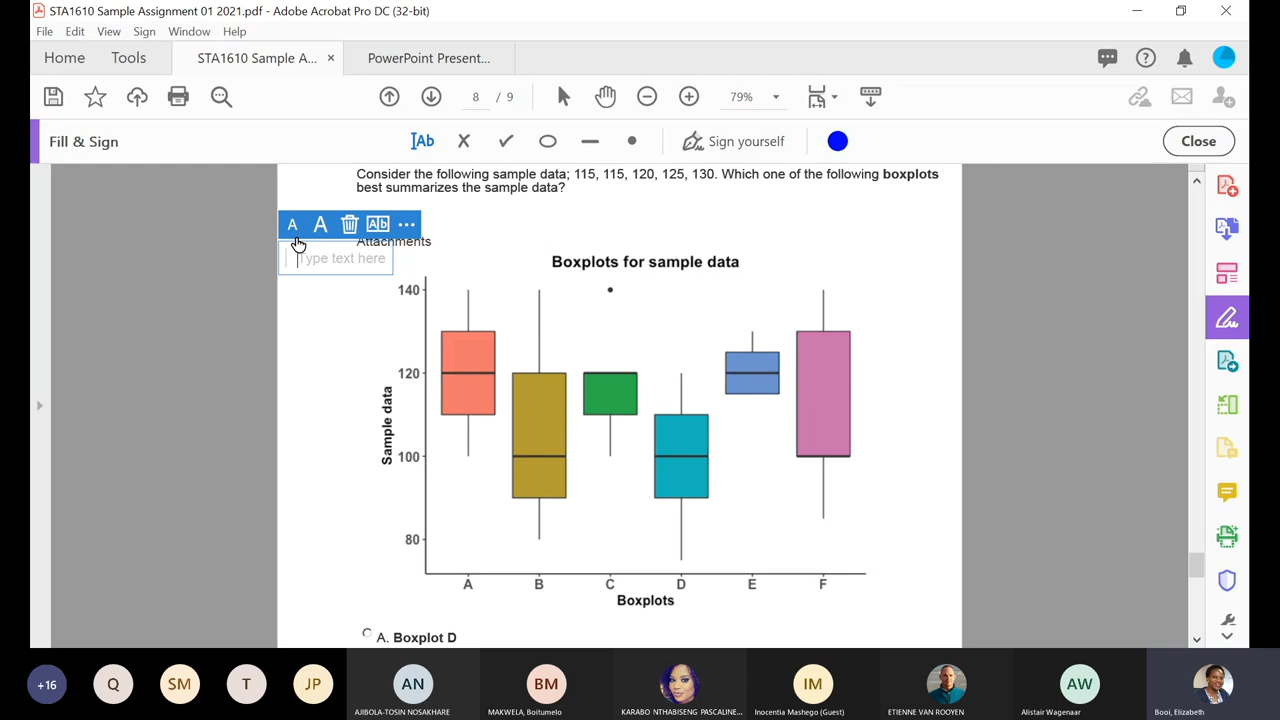 STA1610 Sample Assignment 01 2021.pdf - Adobe Acrobat Pro DC (32-bit)
File Edit View Sign Window Help
Home Tools STA1610 Sample A... × PowerPoint Present...
8 / 9 79%
Fill & Sign Ab Sign yourself Close
Consider the following sample data; 115, 115, 120, 125, 130. Which one of the following boxplots
best summarizes the sample data?
A A Ab ...
Attachments
Type text here
Boxplots for sample data
140
120
100
80
Sample data
A B C D E F
Boxplots
A. Boxplot D
+16 Q SM T JP AN BM IM AW
AJIBOLA-TOSIN NOSAKHARE MAKWELA, Boitumelo KARABO NTHABISENG PASCALINE... Inocentia Mashego (Guest) ETIENNE VAN ROOYEN Alistair Wagenaar Booi, Elizabeth